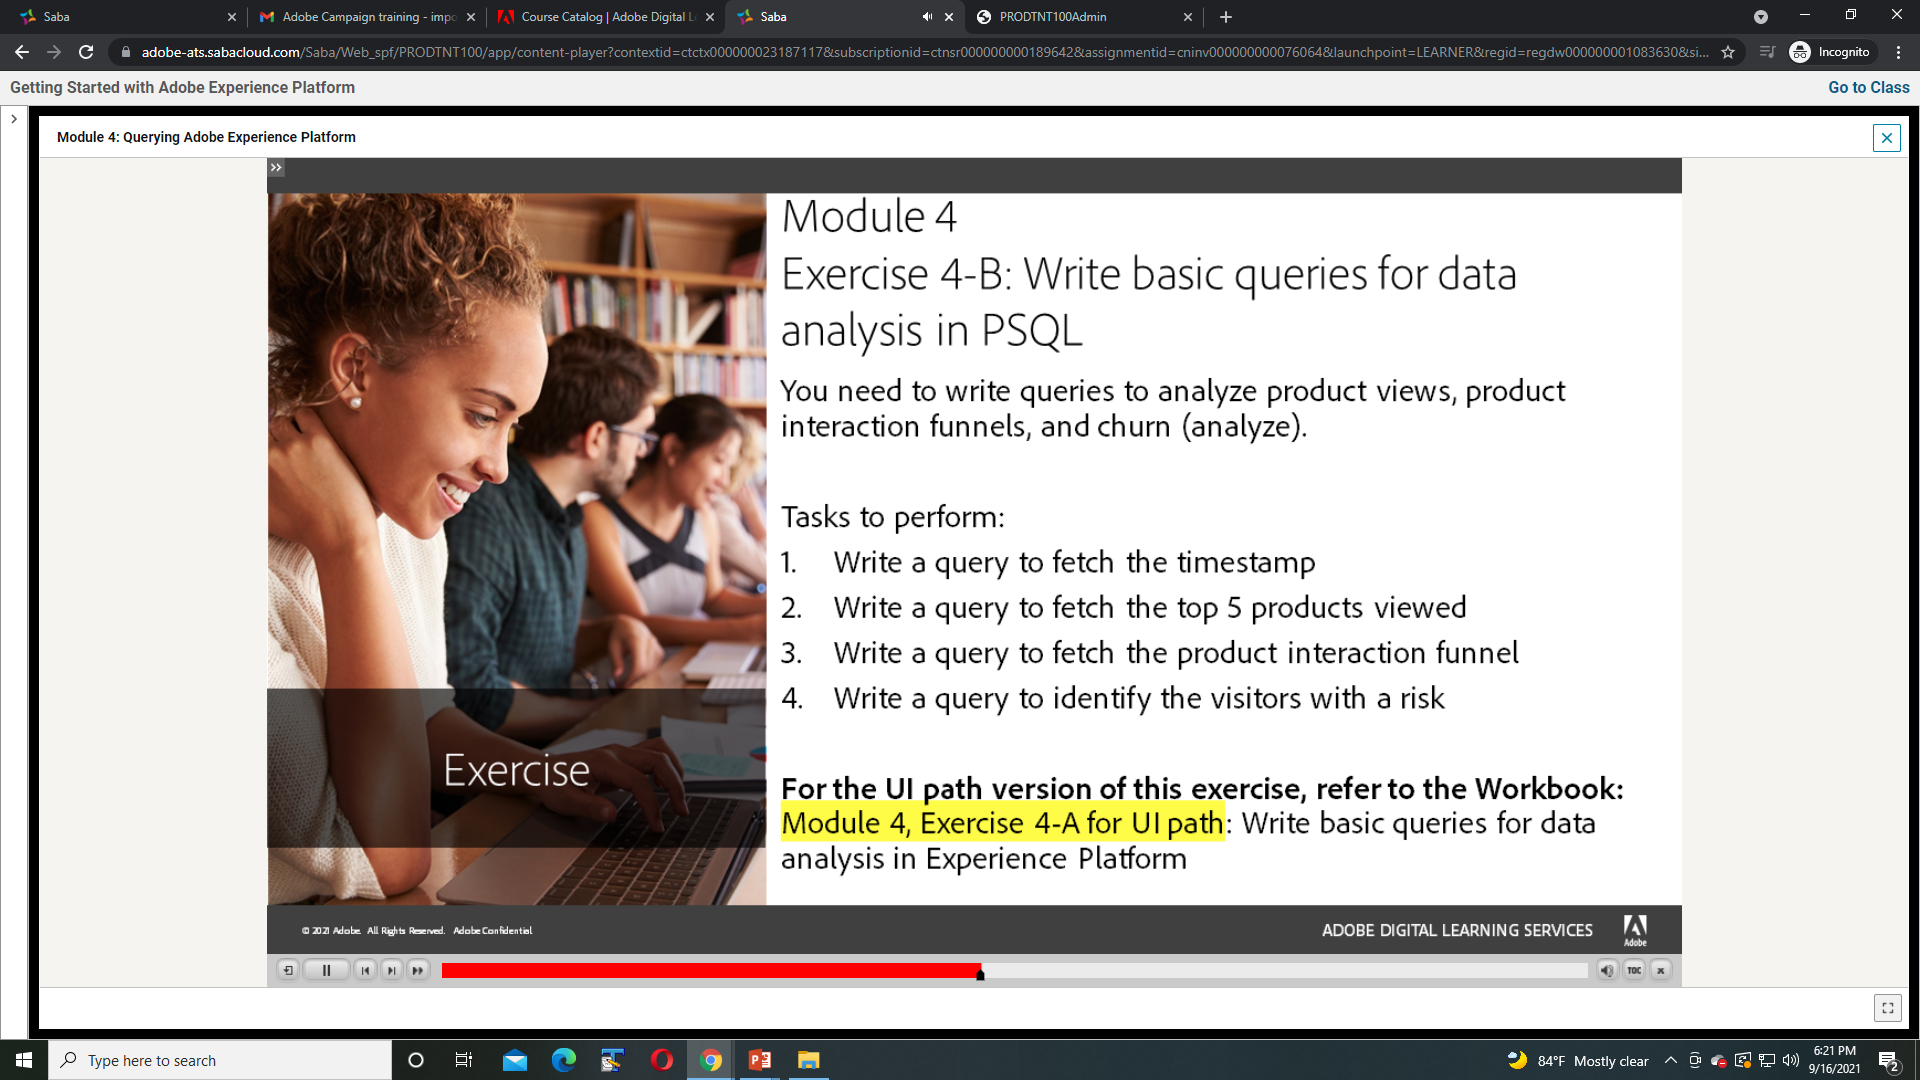 Saba
Adobe Campaign training - impo
Course Catalog | Adobe Digital L
Saba
PRODTNT100Admin
adobe-ats.sabacloud.com/Saba/Web_spf/PRODTNT100/app/content-player?contextid=ctctx000000023187117&subscriptionid=ctnsr0000000000189642&assignmentid=cninv000000000076064&launchpoint=LEARNER&regid=regdw000000001083630&si...
Incognito
Getting Started with Adobe Experience Platform
Go to Class
Module 4: Querying Adobe Experience Platform
Module 4
Exercise 4-B: Write basic queries for data
analysis in PSQL
You need to write queries to analyze product views, product
interaction funnels, and churn (analyze).
Tasks to perform:
1. Write a query to fetch the timestamp
2. Write a query to fetch the top 5 products viewed
3. Write a query to fetch the product interaction funnel
4. Write a query to identify the visitors with a risk
Exercise
For the UI path version of this exercise, refer to the Workbook:
Module 4, Exercise 4-A for UI path: Write basic queries for data
analysis in Experience Platform
© 2021 Adobe. All Rights Reserved. Adobe Confidential
ADOBE DIGITAL LEARNING SERVICES
Adobe
TOC
Type here to search
84°F Mostly clear
6:21 PM
9/16/2021
2